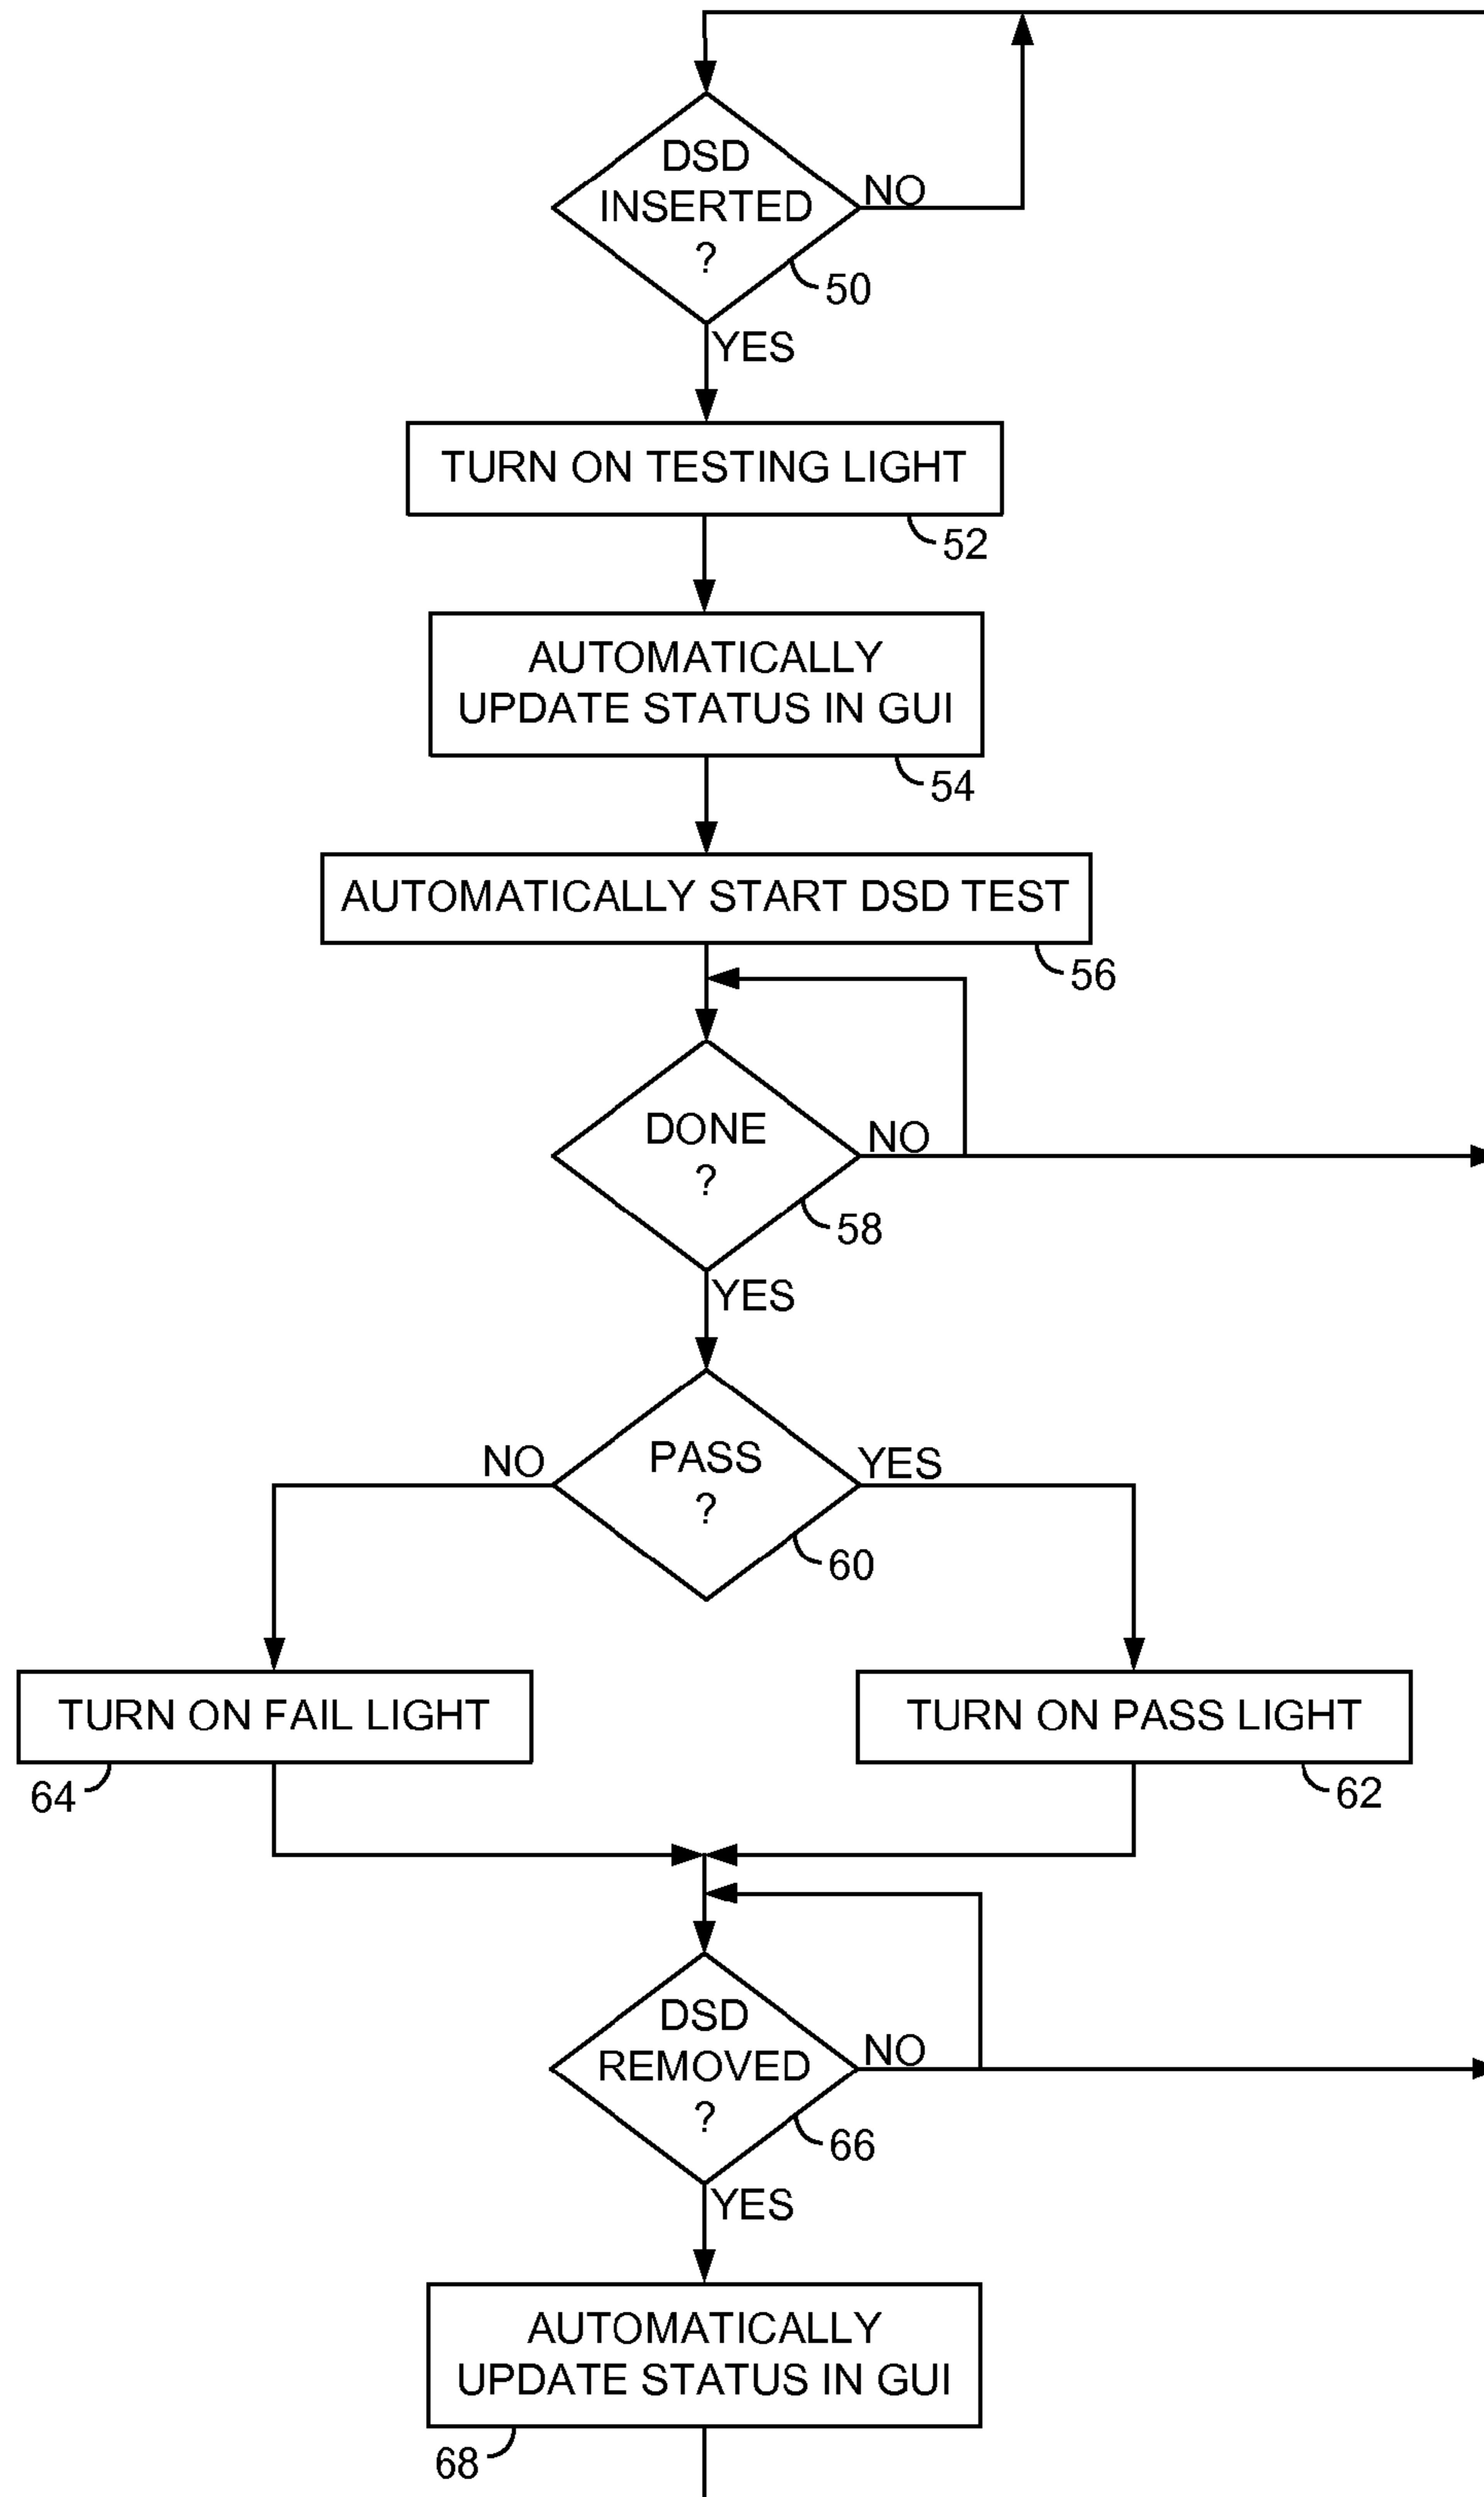 DSD
INSERTED
?
NO
50
YES
TURN ON TESTING LIGHT
52
AUTOMATICALLY
UPDATE STATUS IN GUI
54
AUTOMATICALLY START DSD TEST
56
DONE
?
NO
58
YES
PASS
?
NO
YES
60
TURN ON FAIL LIGHT
64
TURN ON PASS LIGHT
62
DSD
REMOVED
?
NO
66
YES
AUTOMATICALLY
UPDATE STATUS IN GUI
68